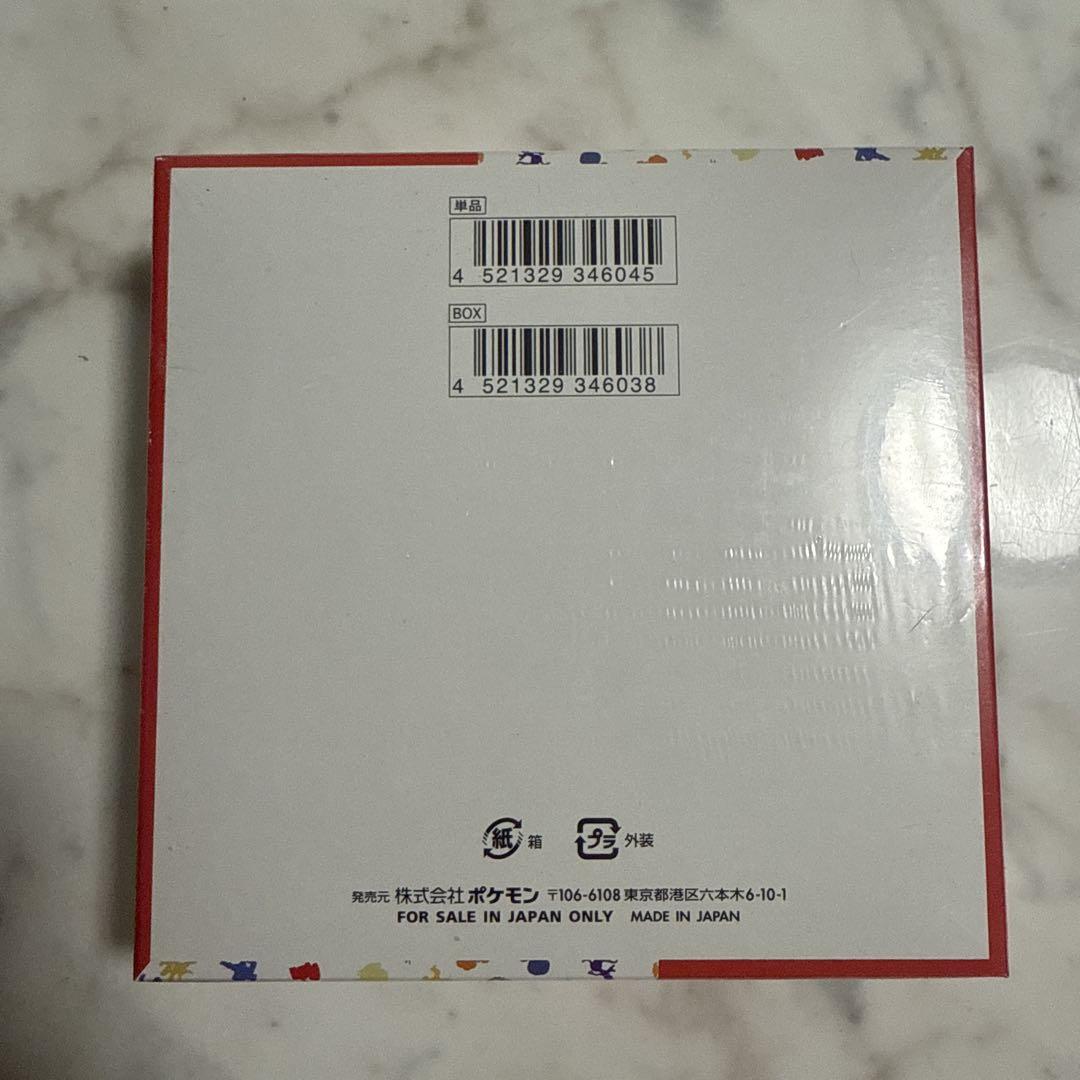 単品
4 521329 346045
BOX
4 521329 346038
紙 箱 プラ 外装
発売元 株式会社ポケモン 〒106-6108 東京都港区六本木6-10-1
FOR SALE IN JAPAN ONLY MADE IN JAPAN